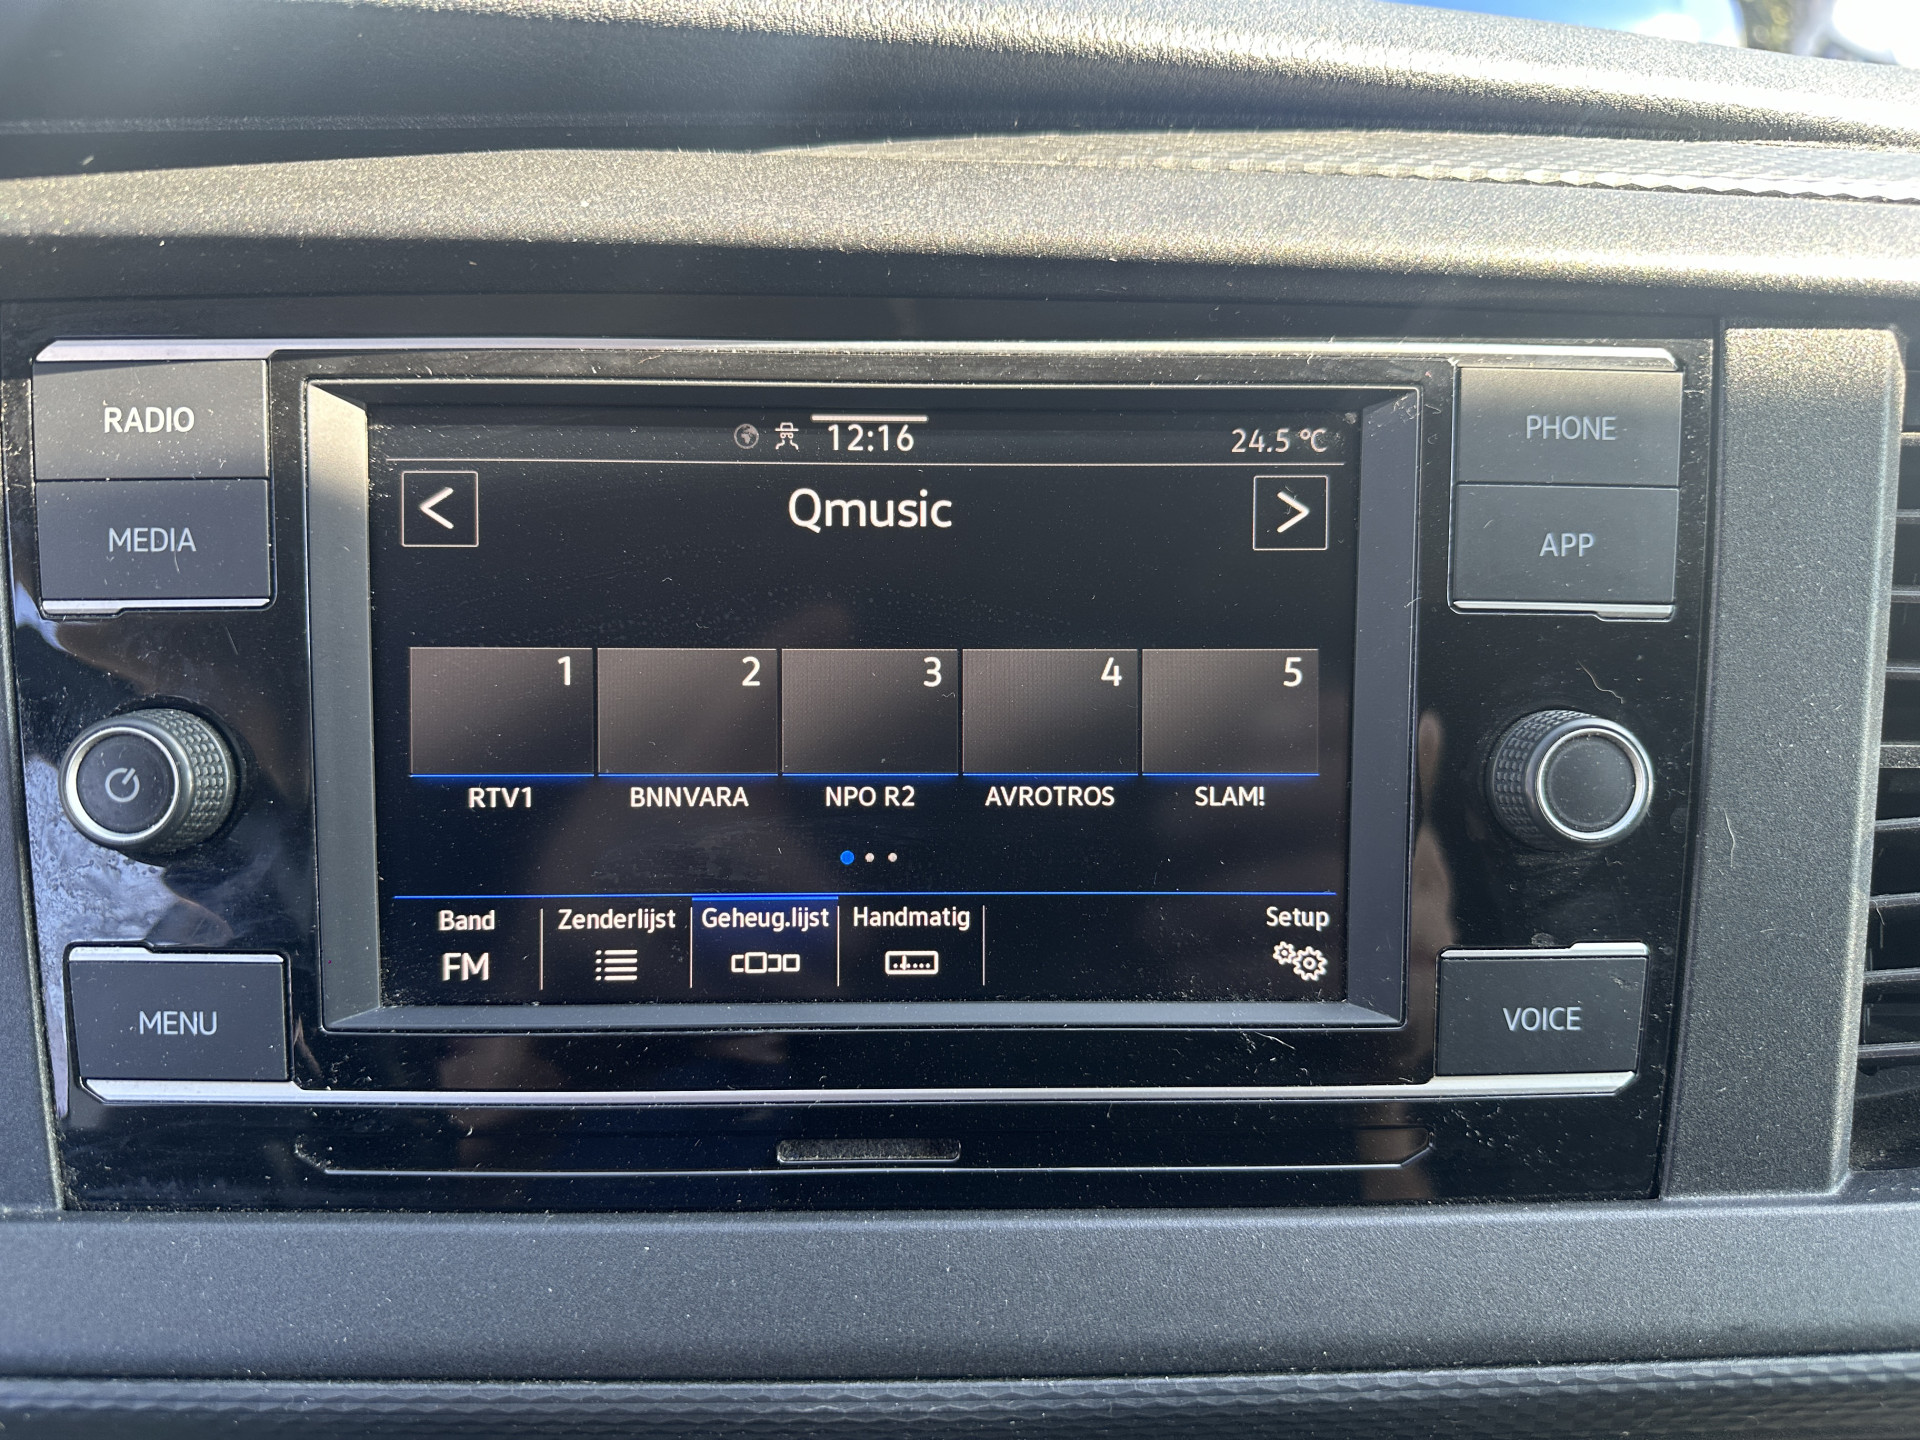 RADIO
MEDIA
MENU
12:16
24.5 °C
<
Qmusic
>
1
2
3
4
5
RTV1
BNNVARA
NPO R2
AVROTROS
SLAM!
Band
FM
Zenderlijst
Geheug.lijst
Handmatig
Setup
PHONE
APP
VOICE